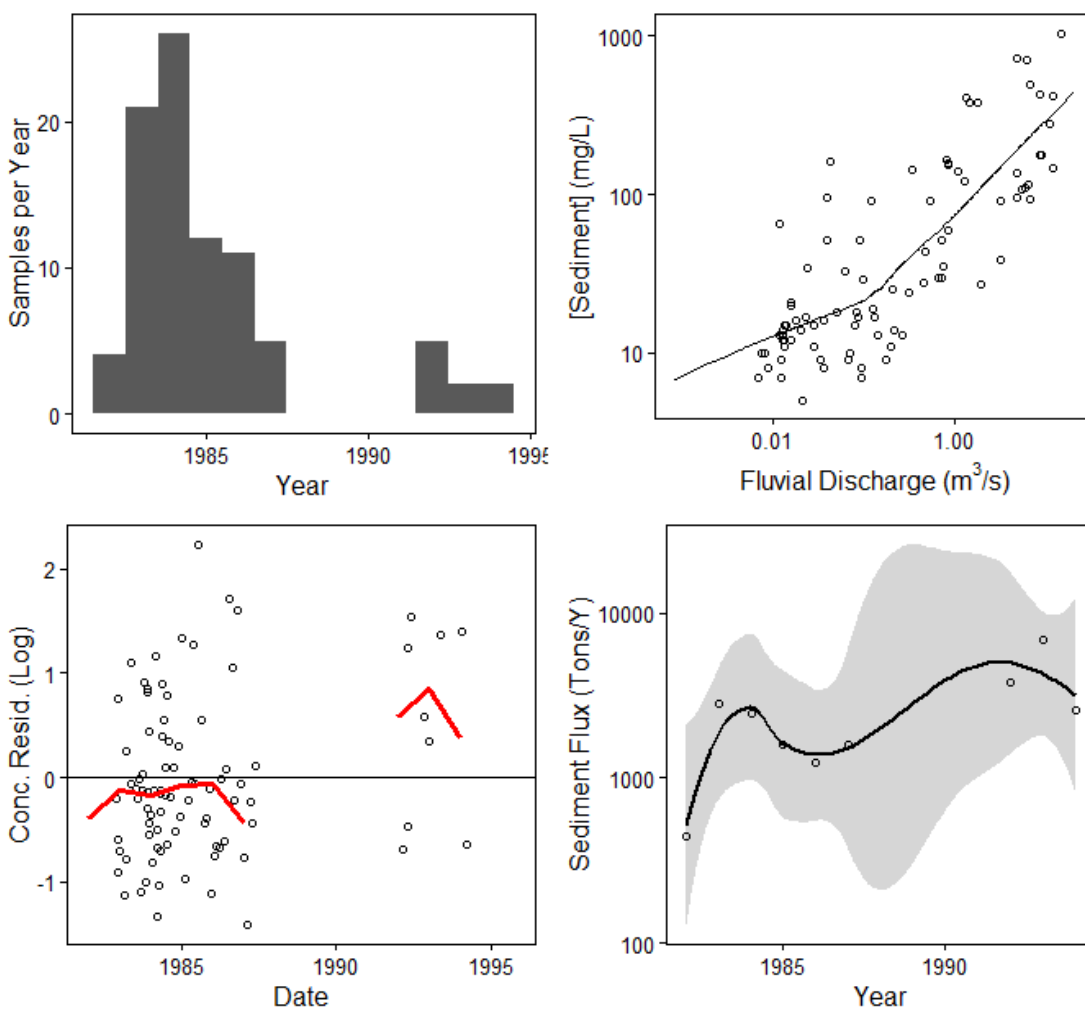 Samples per Year
20
10
0
1985
1990
1995
Year
[Sediment] (mg/L)
1000
100
10
0.01
1.00
Fluvial Discharge (m³/s)
Conc. Resid. (Log)
2
1
0
-1
1985
1990
1995
Date
Sediment Flux (Tons/Y)
10000
1000
100
1985
1990
Year